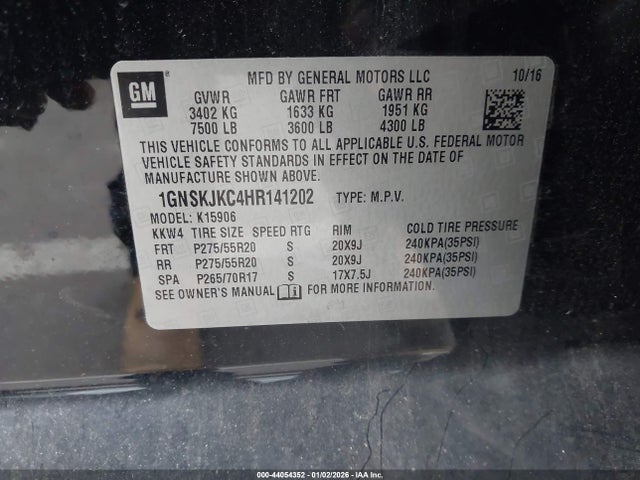 GM
MFD BY GENERAL MOTORS LLC 10/16
GVWR GAWR FRT GAWR RR
3402 KG 1633 KG 1951 KG
7500 LB 3600 LB 4300 LB
THIS VEHICLE CONFORMS TO ALL APPLICABLE U.S. FEDERAL MOTOR
VEHICLE SAFETY STANDARDS IN EFFECT ON THE DATE OF
MANUFACTURE SHOWN ABOVE.
1GNSKJKC4HR141202 TYPE: M.P.V.
MODEL: K15906
KKW4 TIRE SIZE SPEED RTG RIM COLD TIRE PRESSURE
FRT P275/55R20 S 20X9J 240KPA(35PSI)
RR P275/55R20 S 20X9J 240KPA(35PSI)
SPA P265/70R17 S 17X7.5J 240KPA(35PSI)
SEE OWNER'S MANUAL FOR MORE INFORMATION.
000-44054352 - 01/02/2026 - IAA Inc.